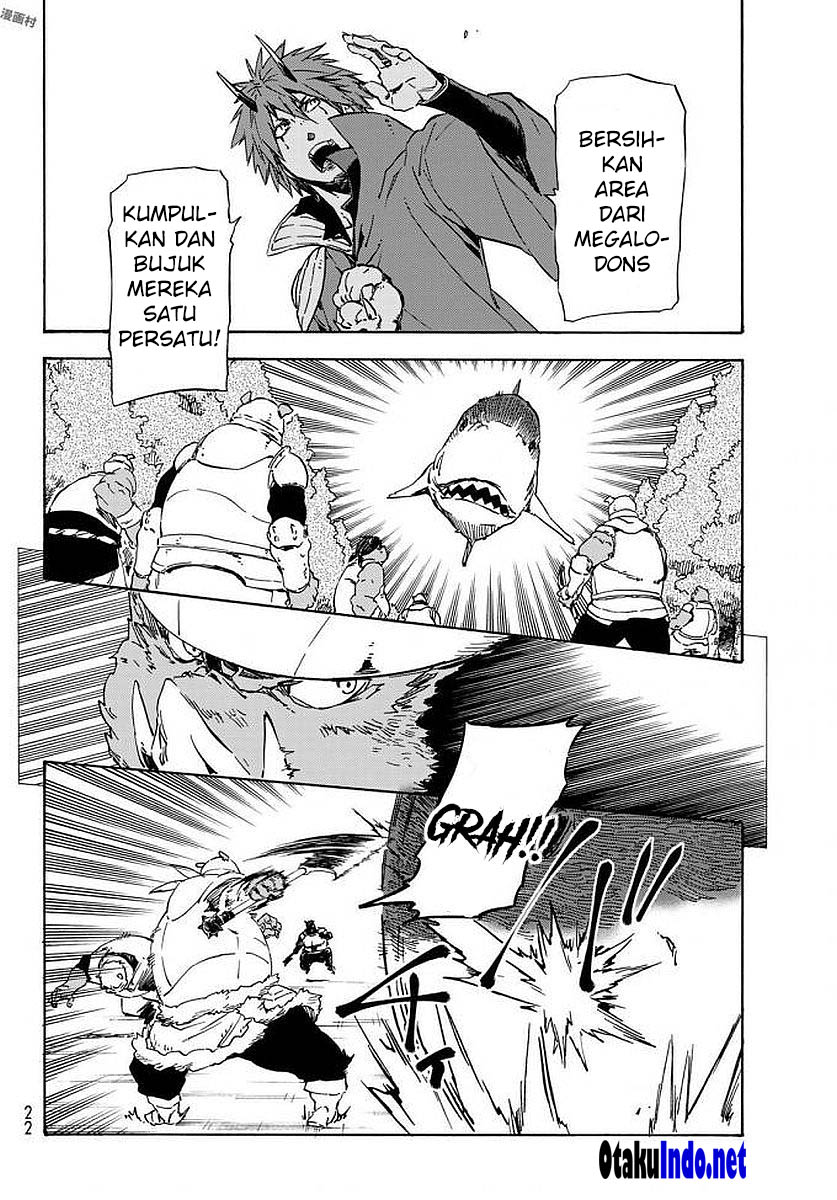 漫画村
BERSIH-
KAN
AREA
DARI
MEGALO-
DONS
KUMPUL-
KAN DAN
BUJUK
MEREKA
SATU
PERSATU!
GRAH!!!
22
OtakuIndo.net